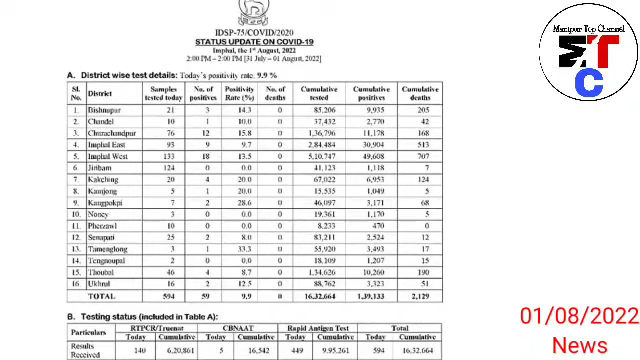 IDSP-75/COVID/2020
STATUS UPDATE ON COVID-19
Imphal, the 1st August, 2022
2:00 PM – 2:00 PM [31 July – 01 August, 2022]
Manipur Top Channel
MTC
A. District wise test details: Today's positivity rate: 9.9 %
Sl. No. District Samples tested today No. of positives Positivity Rate (%) No. of deaths Cumulative tested Cumulative positives Cumulative deaths
1. Bishnupur 21 3 14.3 0 85,206 9,935 205
2. Chandel 10 1 10.0 0 37,432 2,770 42
3. Churachandpur 76 12 15.8 0 1,36,796 11,178 168
4. Imphal East 93 9 9.7 0 2,84,484 30,904 513
5. Imphal West 133 18 13.5 0 5,10,747 49,608 707
6. Jiribam 124 0 0.0 0 41,123 1,118 7
7. Kakching 20 4 20.0 0 67,022 6,953 124
8. Kamjong 5 1 20.0 0 15,535 1,049 5
9. Kangpokpi 7 2 28.6 0 46,097 3,171 68
10. Noney 3 0 0.0 0 19,361 1,170 5
11. Pherzawl 10 0 0.0 0 8,233 470 0
12. Senapati 25 2 8.0 0 83,211 2,524 12
13. Tamenglong 3 1 33.3 0 55,920 3,493 17
14. Tengnoupal 2 0 0.0 0 18,109 1,207 15
15. Thoubal 46 4 8.7 0 1,34,626 10,260 190
16. Ukhrul 16 2 12.5 0 88,762 3,323 51
TOTAL 594 59 9.9 0 16,32,664 1,39,133 2,129
B. Testing status (included in Table A):
Particulars RTPCR/Truenat CBNAAT Rapid Antigen Test Total
Today Cumulative Today Cumulative Today Cumulative Today Cumulative
Results Received 140 6,20,861 5 16,542 449 9,95,261 594 16,32,664
01/08/2022
News